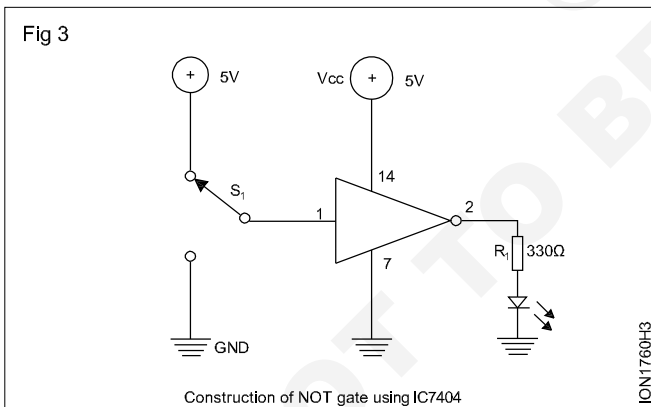 Fig 3
+ 5V
Vcc + 5V
S1
14
1
2
7
R1 330Ω
GND
Construction of NOT gate using IC7404
ION1760H3